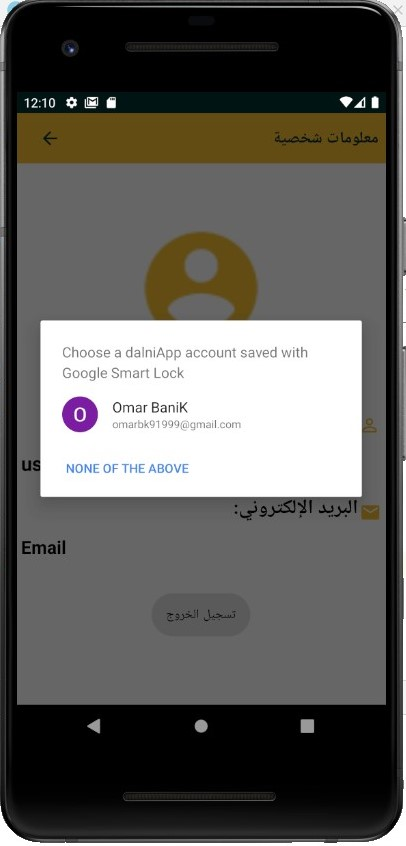 12:10
معلومات شخصية
Choose a dalniApp account saved with
Google Smart Lock
O
Omar BaniK
omarbk91999@gmail.com
NONE OF THE ABOVE
us
البريد الإلكتروني:
Email
تسجيل الخروج